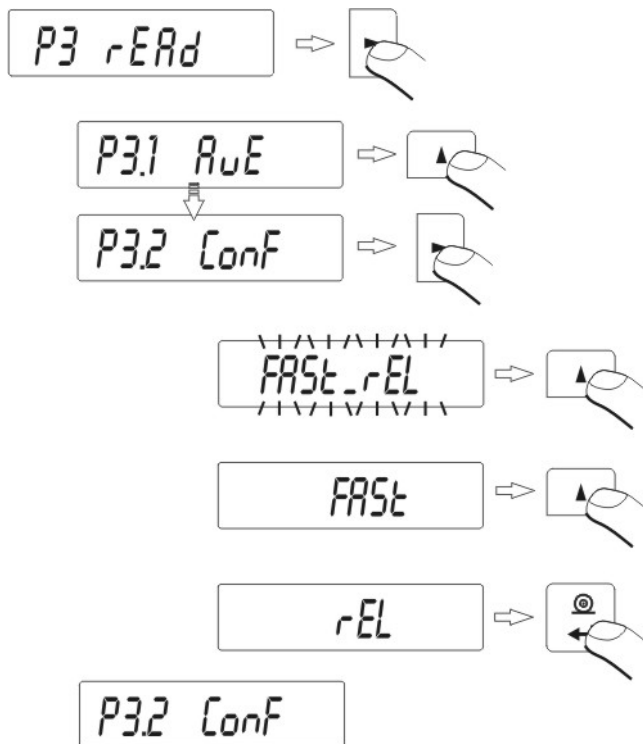 P3 rEAd
P3.1 AvE
P3.2 ConF
FASt_rEL
FASt
rEL
P3.2 ConF